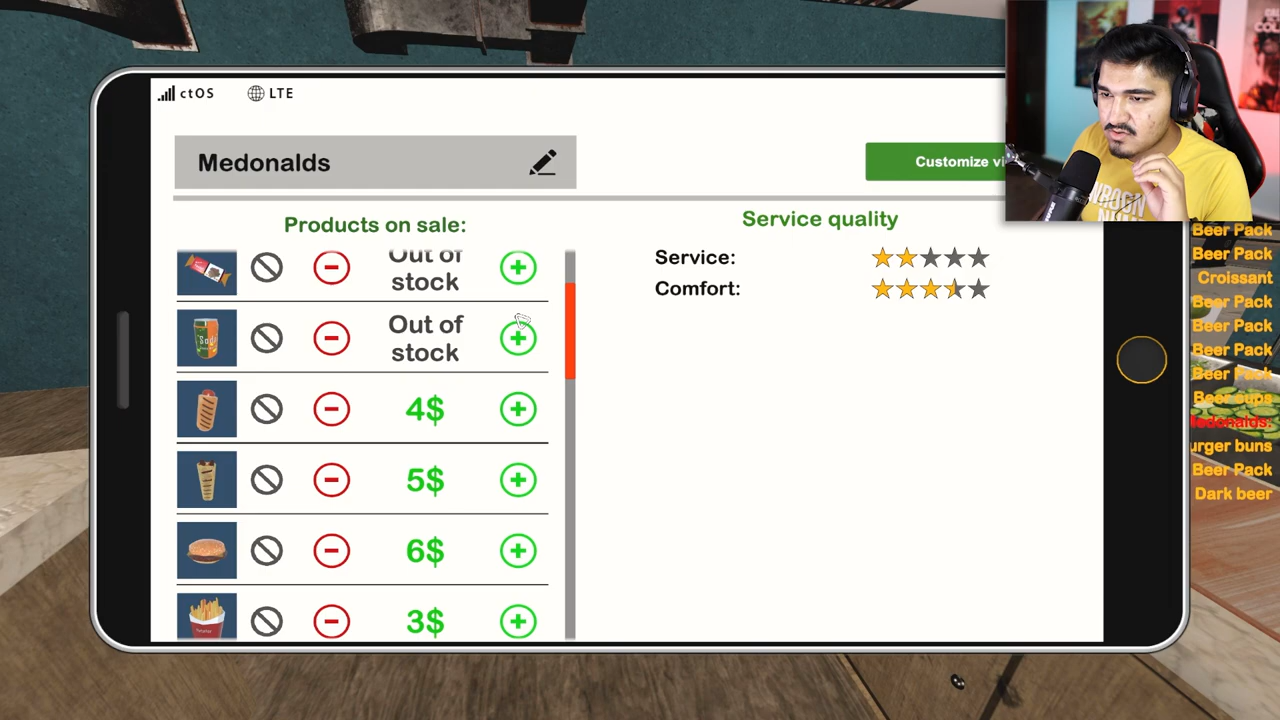 ctOS LTE
Medonalds
Customize vi
Products on sale:
Service quality
Service:
Comfort:
Out of
stock
Out of
stock
4$
5$
6$
3$
Beer Pack
Beer Pack
Croissant
Beer Pack
Beer Pack
Beer Pack
Beer Pack
Beer cups
Medonalds:
urger buns
Beer Pack
Dark beer